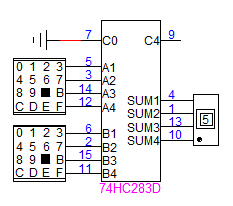 7 C0 C4 9
0 1 2 3
4 5 6 7
8 9 B
C D E F
5 A1
3 A2
14 A3
12 A4
SUM1 4
SUM2 1
SUM3 13
SUM4 10
5
0 1 2 3
4 5 6 7
8 9 B
C D E F
6 B1
2 B2
15 B3
11 B4
74HC283D